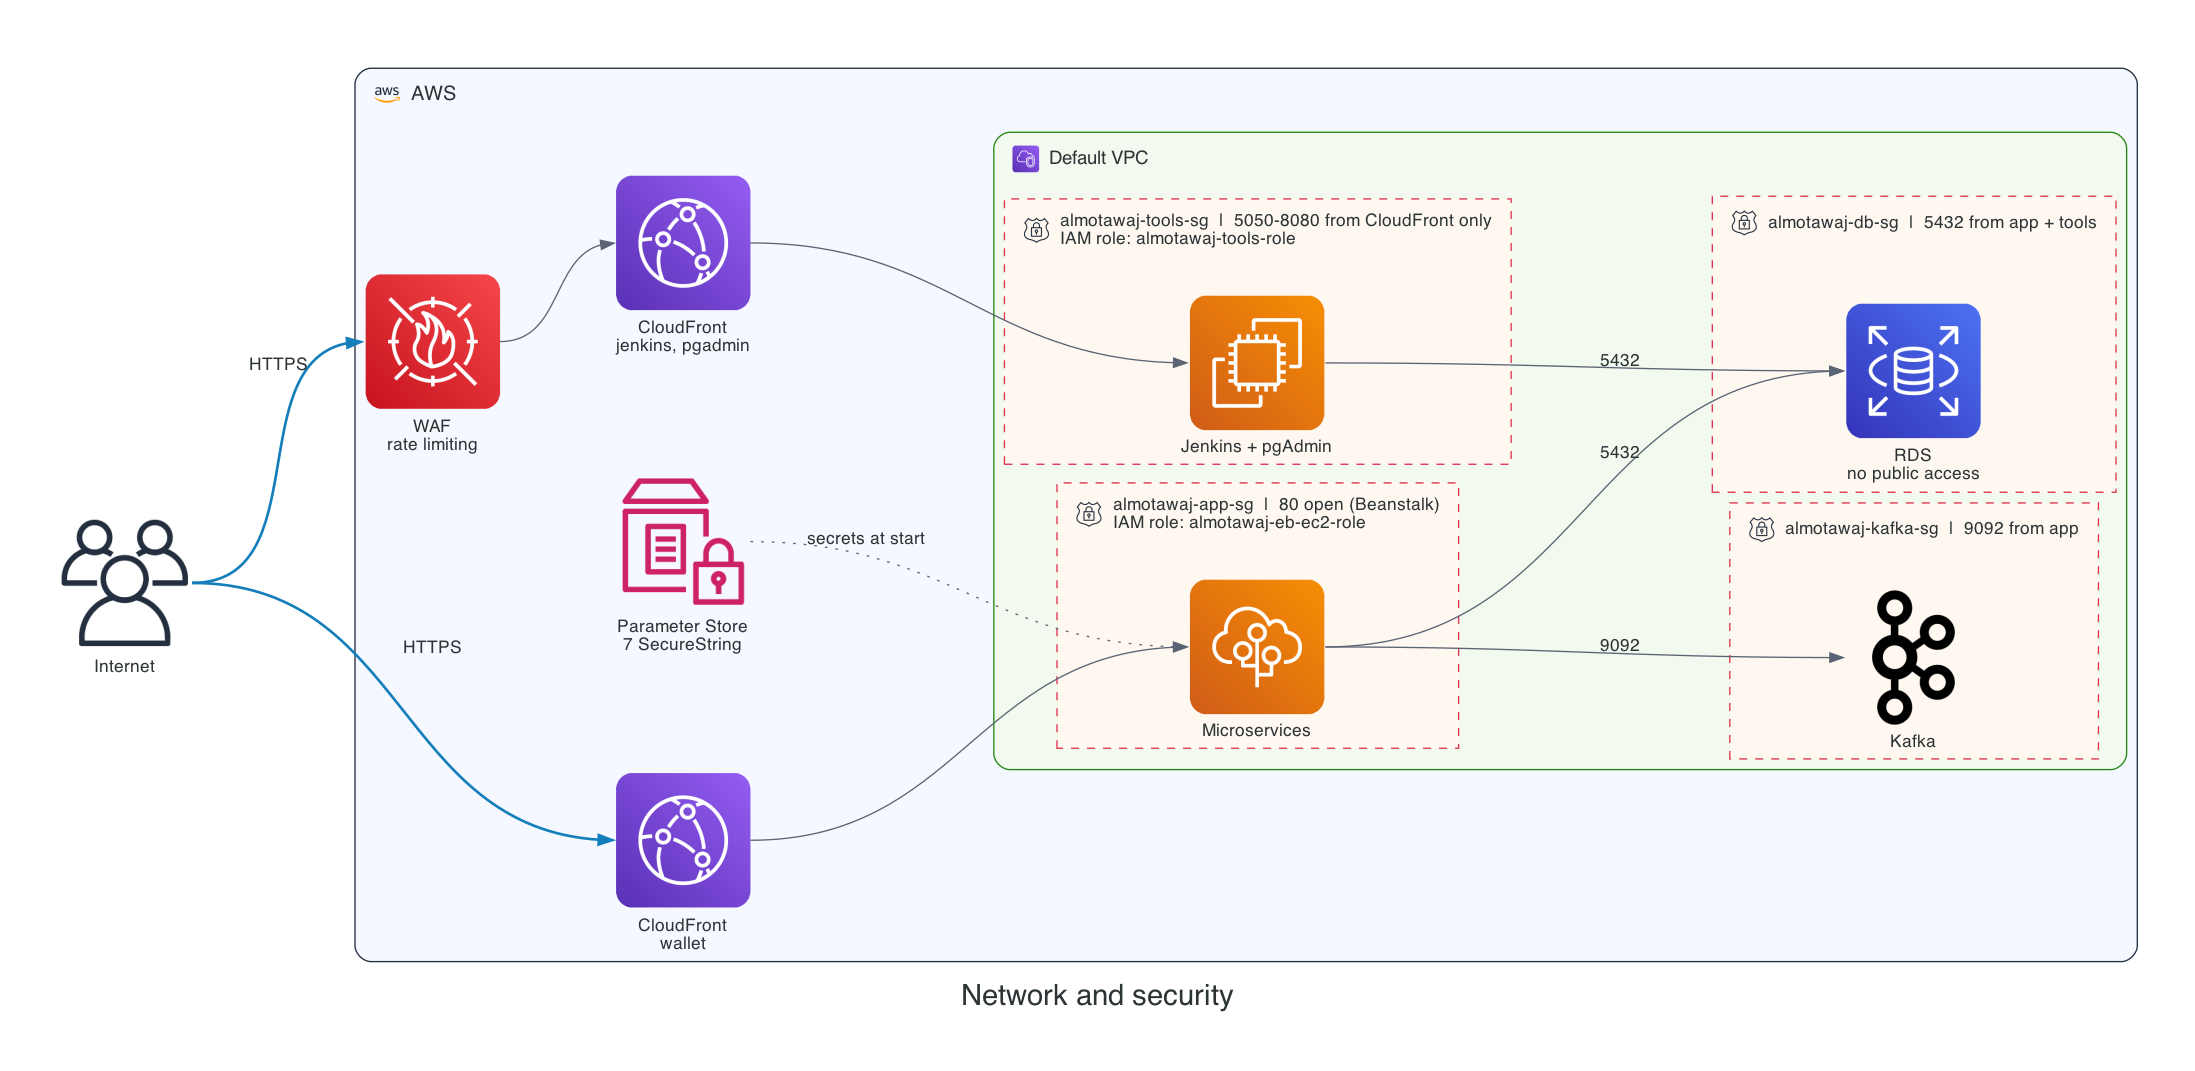 aws
AWS
Default VPC
almotawaj-tools-sg | 5050-8080 from CloudFront only
IAM role: almotawaj-tools-role
almotawaj-db-sg | 5432 from app + tools
CloudFront
jenkins, pgadmin
HTTPS
WAF
rate limiting
Jenkins + pgAdmin
5432
5432
RDS
no public access
almotawaj-app-sg | 80 open (Beanstalk)
IAM role: almotawaj-eb-ec2-role
almotawaj-kafka-sg | 9092 from app
secrets at start
Parameter Store
7 SecureString
HTTPS
Internet
9092
Microservices
Kafka
CloudFront
wallet
Network and security